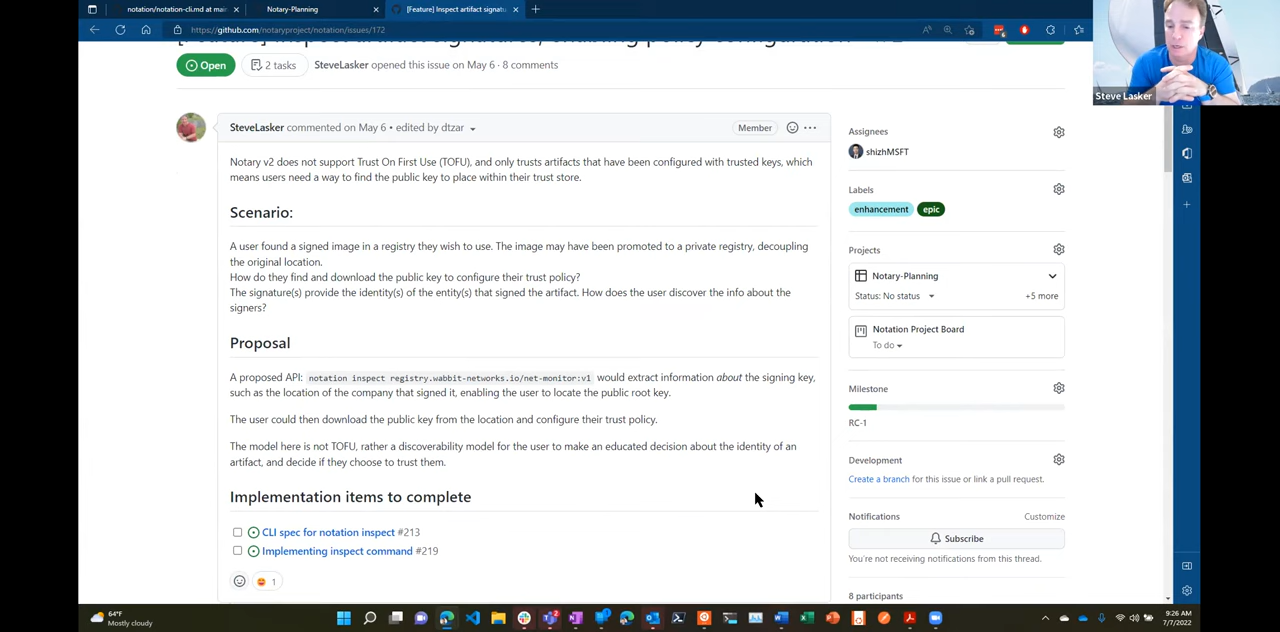 notation/notation-cli.md at mai
Notary-Planning
[Feature] Inspect artifact signatu
https://github.com/notaryproject/notation/issues/172
Open
2 tasks
SteveLasker opened this issue on May 6 · 8 comments
Steve Lasker
SteveLasker commented on May 6 • edited by dtzar
Member
Notary v2 does not support Trust On First Use (TOFU), and only trusts artifacts that have been configured with trusted keys, which
means users need a way to find the public key to place within their trust store.
Scenario:
A user found a signed image in a registry they wish to use. The image may have been promoted to a private registry, decoupling
the original location.
How do they find and download the public key to configure their trust policy?
The signature(s) provide the identity(s) of the entity(s) that signed the artifact. How does the user discover the info about the
signers?
Proposal
A proposed API: notation inspect registry.wabbit-networks.io/net-monitor:v1 would extract information about the signing key,
such as the location of the company that signed it, enabling the user to locate the public root key.
The user could then download the public key from the location and configure their trust policy.
The model here is not TOFU, rather a discoverability model for the user to make an educated decision about the identity of an
artifact, and decide if they choose to trust them.
Implementation items to complete
CLI spec for notation inspect #213
Implementing inspect command #219
1
Assignees
shizhMSFT
Labels
enhancement
epic
Projects
Notary-Planning
Status: No status
+5 more
Notation Project Board
To do
Milestone
RC-1
Development
Create a branch for this issue or link a pull request.
Notifications
Customize
Subscribe
You're not receiving notifications from this thread.
8 participants
64°F
Mostly cloudy
9:26 AM
7/7/2022